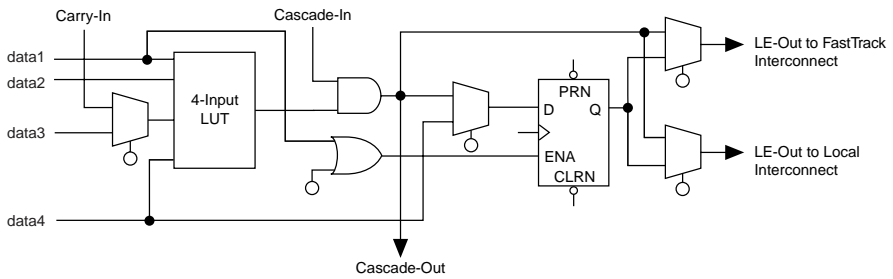 Carry-In
Cascade-In
data1
data2
4-Input
LUT
data3
data4
PRN
D
Q
ENA
CLRN
LE-Out to FastTrack
Interconnect
LE-Out to Local
Interconnect
Cascade-Out